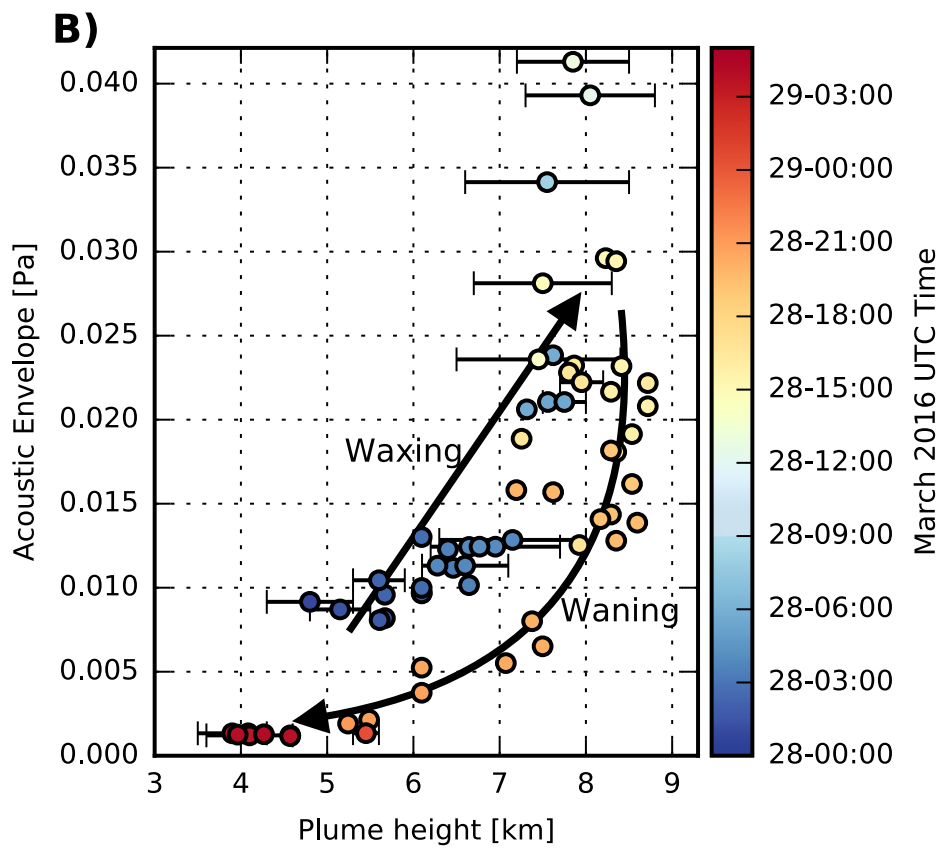 B)
0.040
0.035
0.030
0.025
0.020
0.015
0.010
0.005
0.000
Acoustic Envelope [Pa]
Waxing
Waning
3 4 5 6 7 8 9
Plume height [km]
29-03:00
29-00:00
28-21:00
28-18:00
28-15:00
28-12:00
28-09:00
28-06:00
28-03:00
28-00:00
March 2016 UTC Time